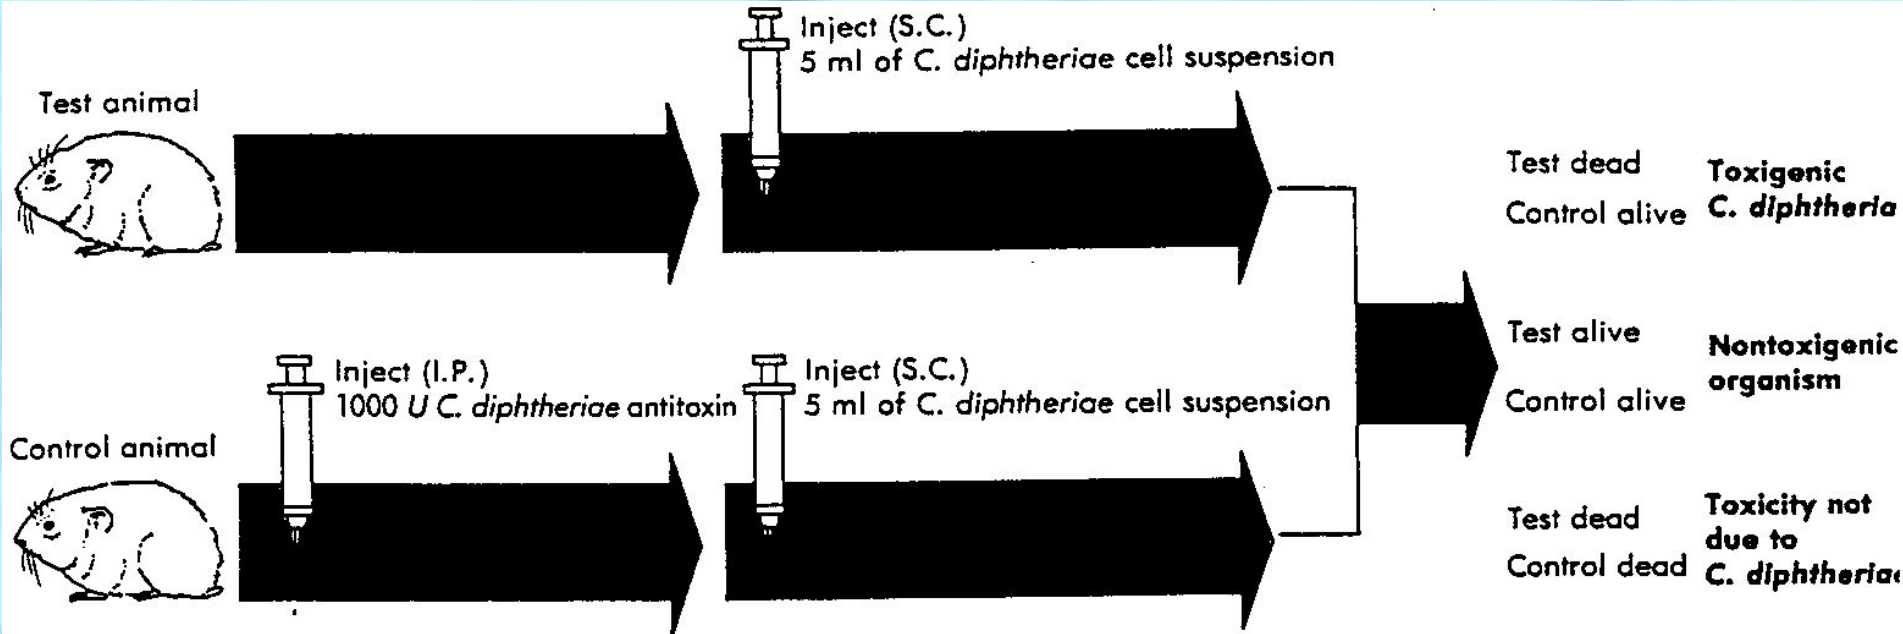 Inject (S.C.)
5 ml of C. diphtheriae cell suspension
Test animal
Test dead
Control alive
Toxigenic
C. diphtheria
Inject (I.P.)
1000 U C. diphtheriae antitoxin
Inject (S.C.)
5 ml of C. diphtheriae cell suspension
Control animal
Test alive
Control alive
Nontoxigenic
organism
Test dead
Control dead
Toxicity not
due to
C. diphtheriae